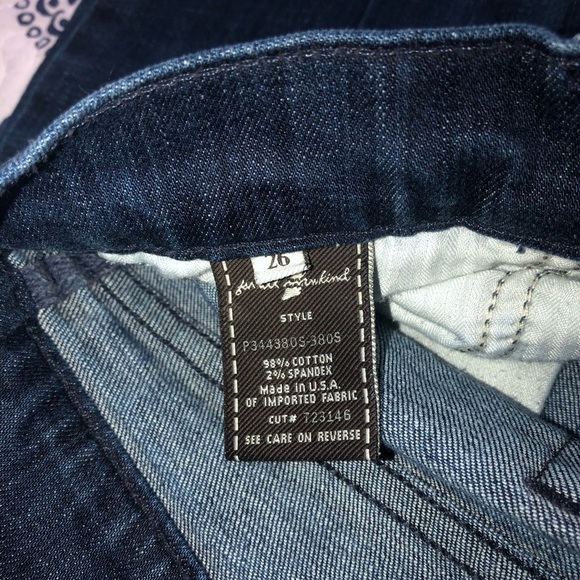 26
for all mankind
STYLE
P344380S-380S
98% COTTON
2% SPANDEX
Made in U.S.A.
OF IMPORTED FABRIC
CUT# 723146
SEE CARE ON REVERSE